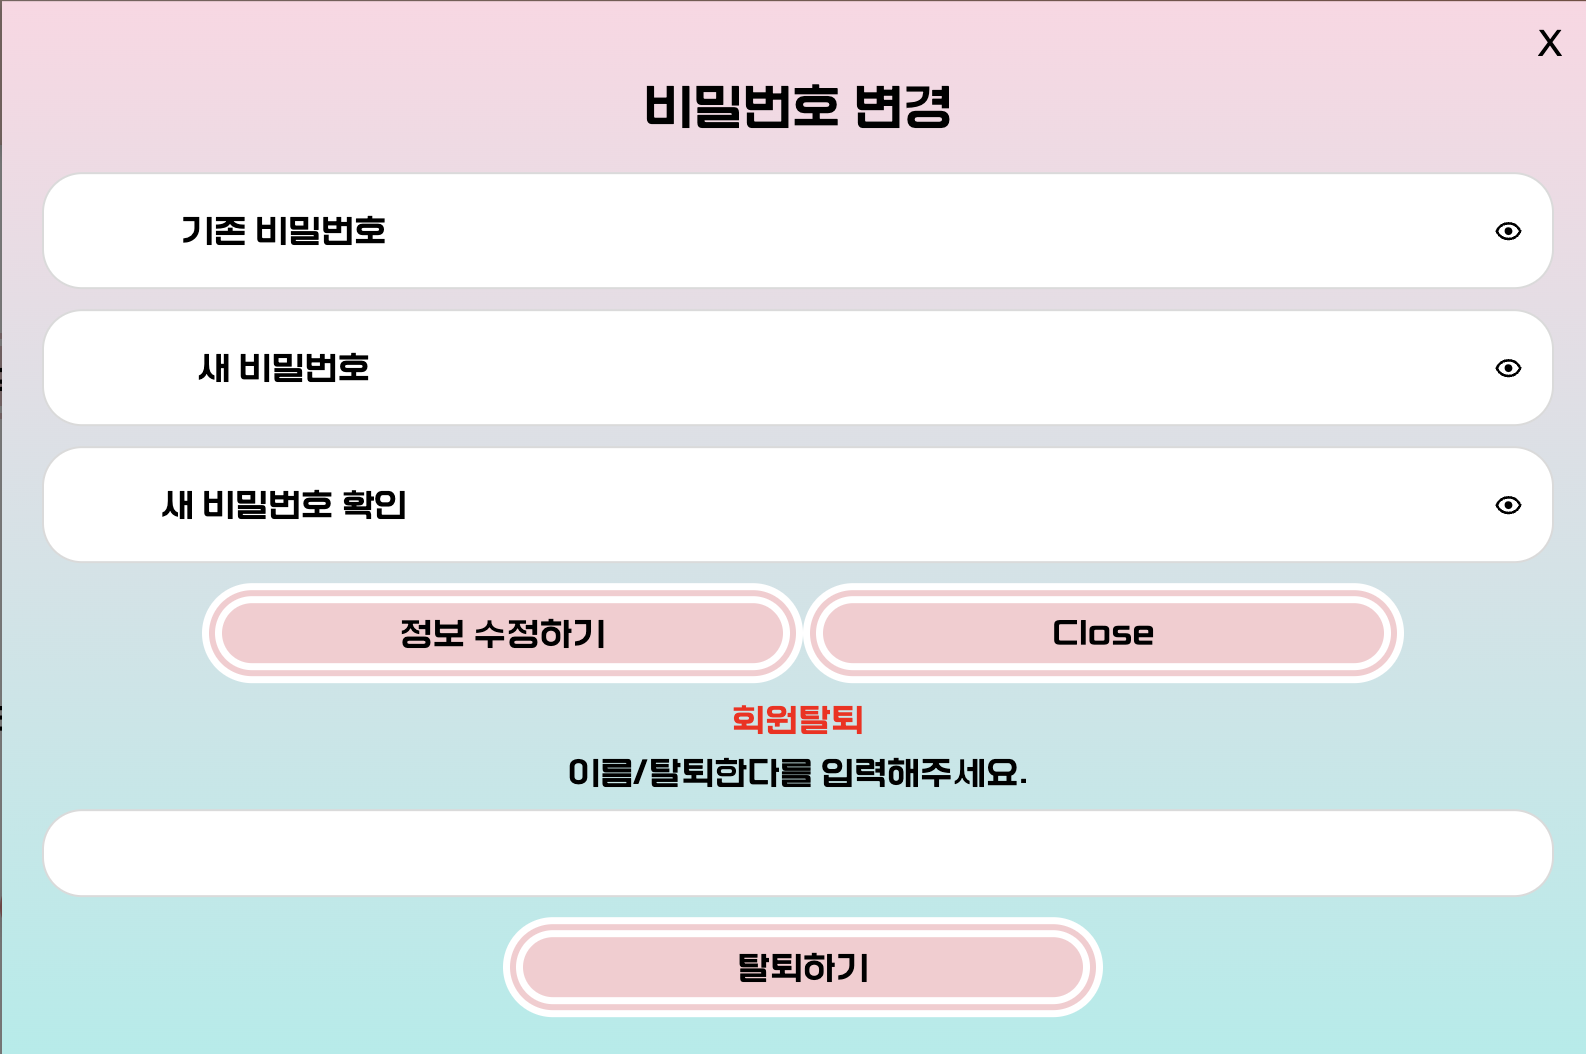 X
비밀번호 변경
기존 비밀번호
새 비밀번호
새 비밀번호 확인
정보 수정하기 Close
회원탈퇴
이름/탈퇴한다를 입력해주세요.
탈퇴하기